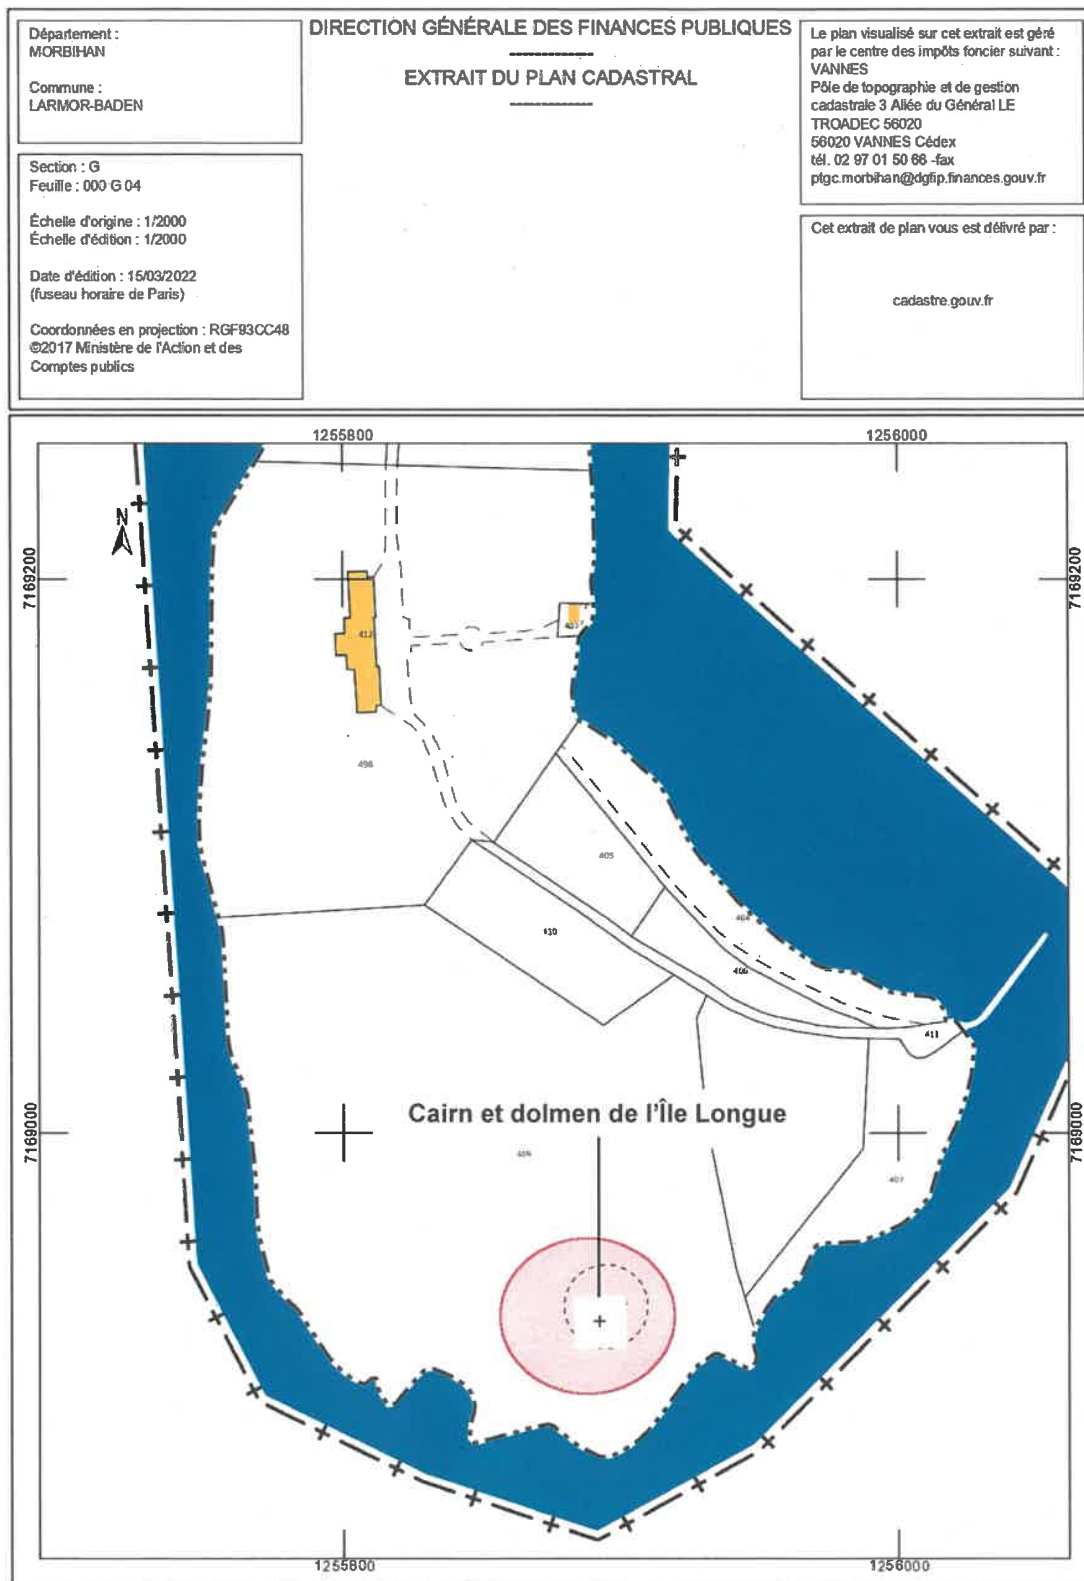 Département :
MORBIHAN
Commune :
LARMOR-BADEN
Section : G
Feuille : 000 G 04
Échelle d'origine : 1/2000
Échelle d'édition : 1/2000
Date d'édition : 15/03/2022
(fuseau horaire de Paris)
Coordonnées en projection : RGF93CC48
©2017 Ministère de l'Action et des
Comptes publics
DIRECTION GÉNÉRALE DES FINANCES PUBLIQUES
EXTRAIT DU PLAN CADASTRAL
Le plan visualisé sur cet extrait est géré
par le centre des impôts foncier suivant :
VANNES
Pôle de topographie et de gestion
cadastrale 3 Allée du Général LE
TROADEC 56020
56020 VANNES Cédex
tél. 02 97 01 50 66 -fax
ptgc.morbihan@dgfip.finances.gouv.fr
Cet extrait de plan vous est délivré par :
cadastre.gouv.fr
1255800
1256000
N
7169200
7169200
412
498
405
404
410
406
411
Cairn et dolmen de l'Île Longue
7169000
7169000
407
1255800
1256000